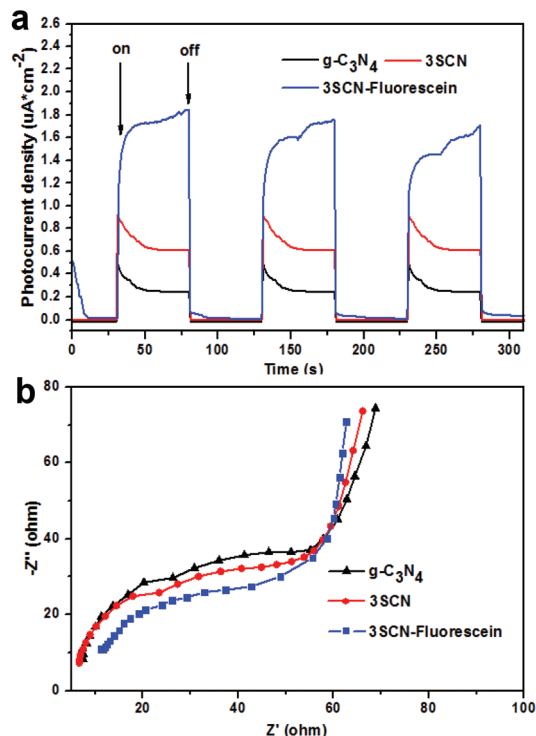 a
Photocurrent density (uA*cm⁻²)
2.6
2.4
2.2
2.0
1.8
1.6
1.4
1.2
1.0
0.8
0.6
0.4
0.2
0.0
on
off
g-C₃N₄
3SCN
3SCN-Fluorescein
0 50 100 150 200 250 300
Time (s)
b
-Z'' (ohm)
80
60
40
20
0
g-C₃N₄
3SCN
3SCN-Fluorescein
20 40 60 80 100
Z' (ohm)